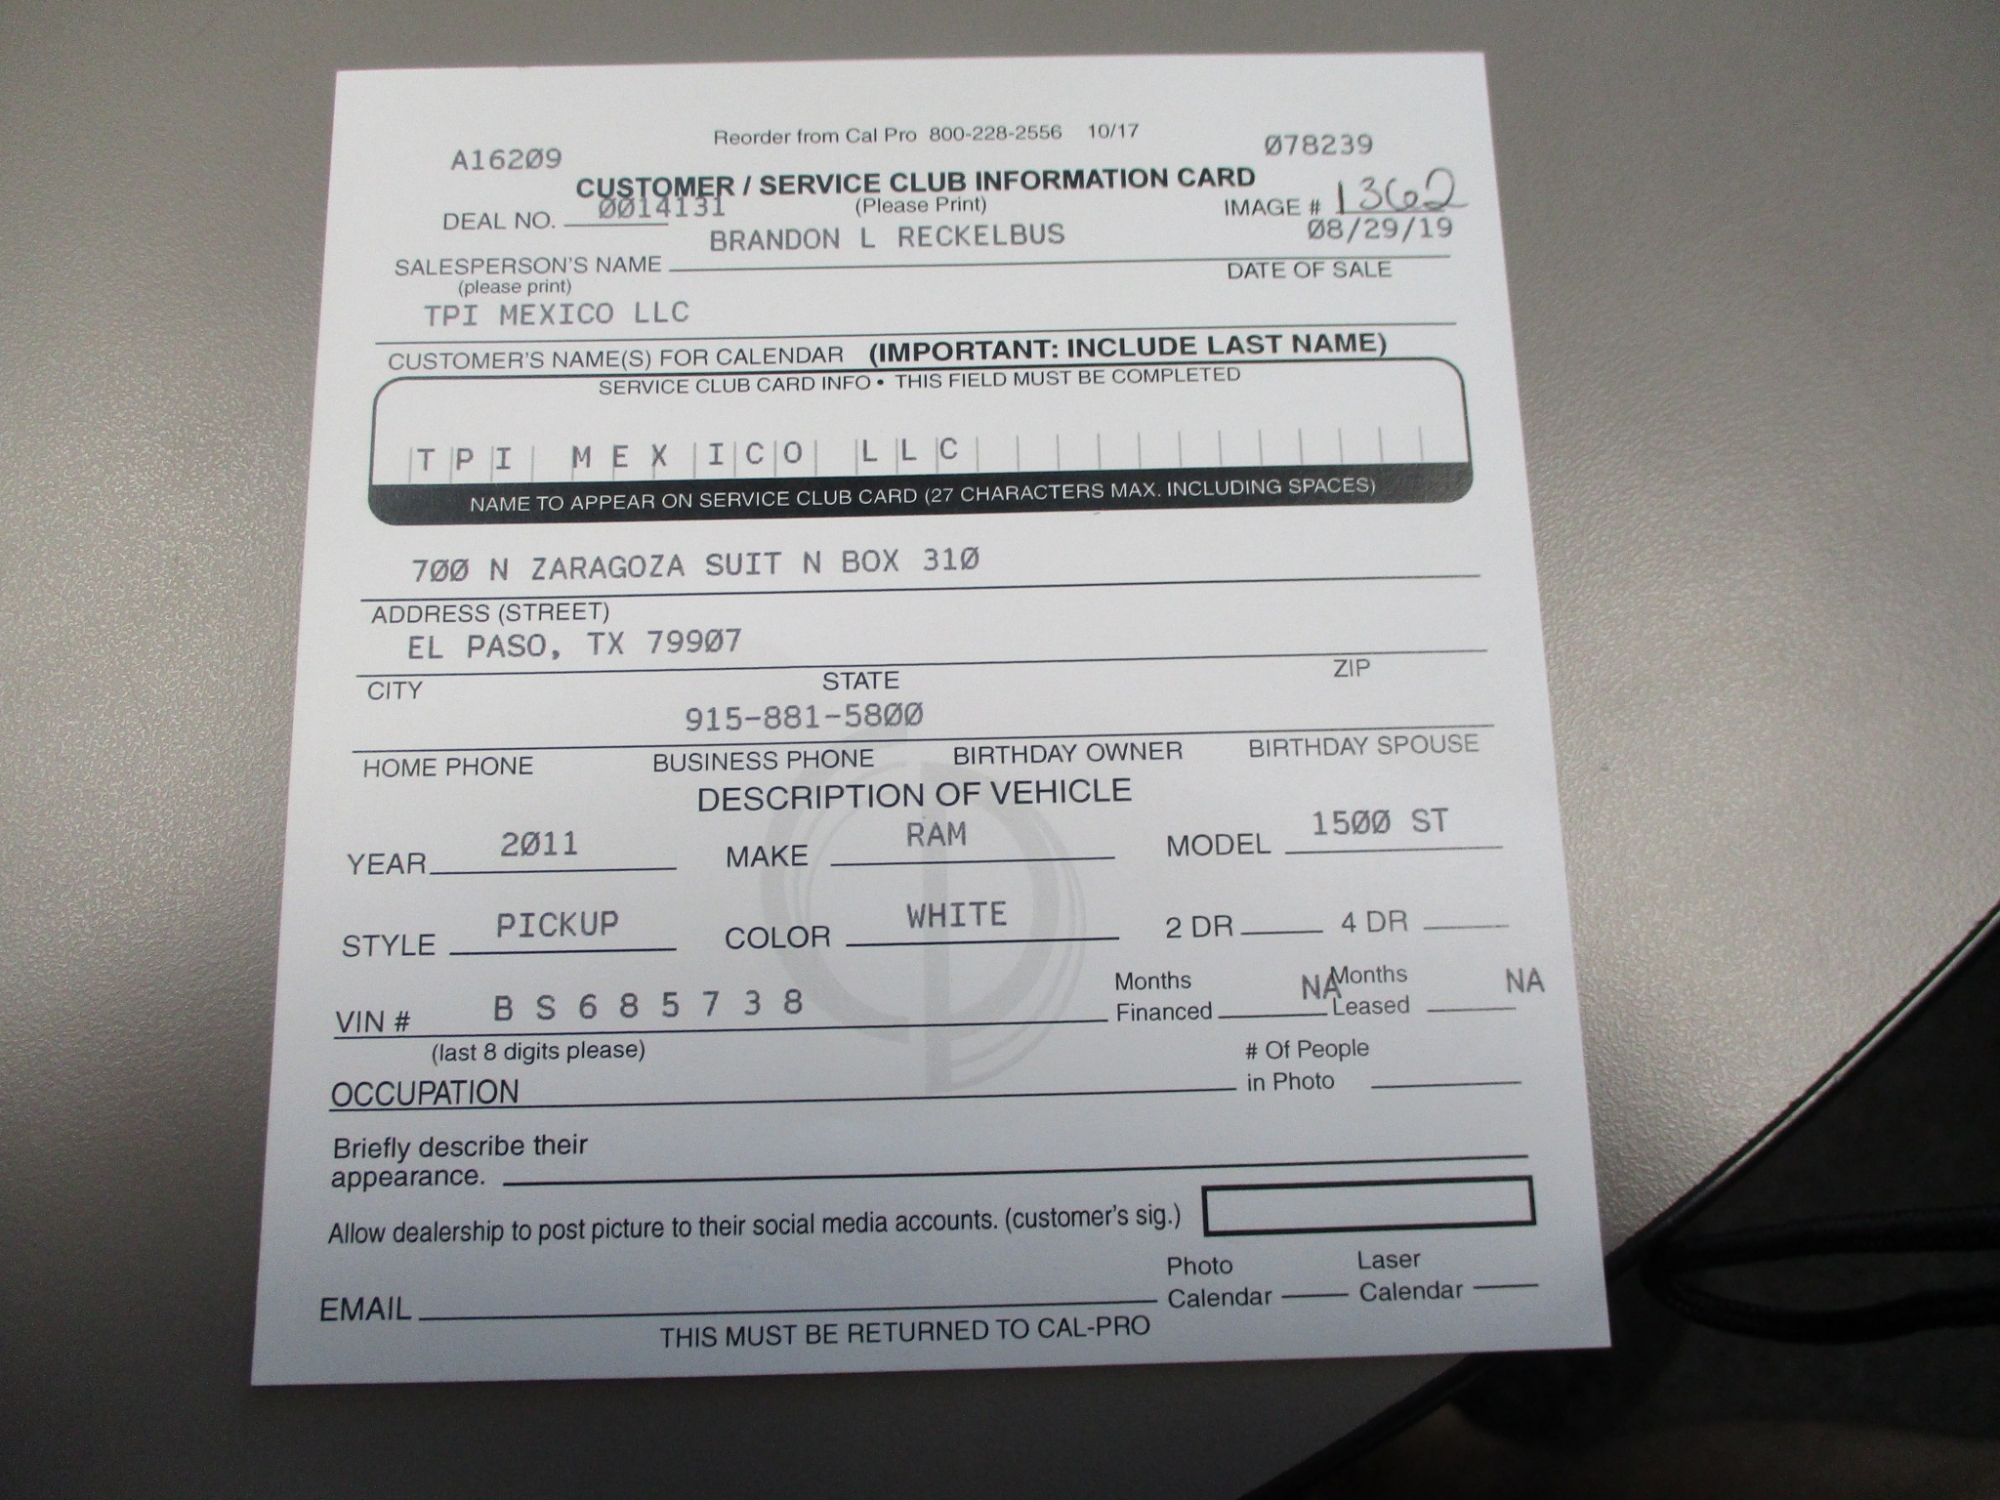 Reorder from Cal Pro 800-228-2556 10/17
A16209 078239
CUSTOMER / SERVICE CLUB INFORMATION CARD
DEAL NO. 0014131 (Please Print) IMAGE # 1362
BRANDON L RECKELBUS 08/29/19
SALESPERSON'S NAME DATE OF SALE
(please print)
TPI MEXICO LLC
CUSTOMER'S NAME(S) FOR CALENDAR (IMPORTANT: INCLUDE LAST NAME)
SERVICE CLUB CARD INFO • THIS FIELD MUST BE COMPLETED
TPI MEXICO LLC
NAME TO APPEAR ON SERVICE CLUB CARD (27 CHARACTERS MAX. INCLUDING SPACES)
700 N ZARAGOZA SUIT N BOX 310
ADDRESS (STREET)
EL PASO, TX 79907
CITY STATE ZIP
915-881-5800
HOME PHONE BUSINESS PHONE BIRTHDAY OWNER BIRTHDAY SPOUSE
DESCRIPTION OF VEHICLE
YEAR 2011 MAKE RAM MODEL 1500 ST
STYLE PICKUP COLOR WHITE 2 DR 4 DR
VIN # B S 6 8 5 7 3 8 Months Financed NA Months Leased NA
(last 8 digits please)
OCCUPATION # Of People in Photo
Briefly describe their
appearance.
Allow dealership to post picture to their social media accounts. (customer's sig.)
EMAIL Photo Calendar Laser Calendar
THIS MUST BE RETURNED TO CAL-PRO